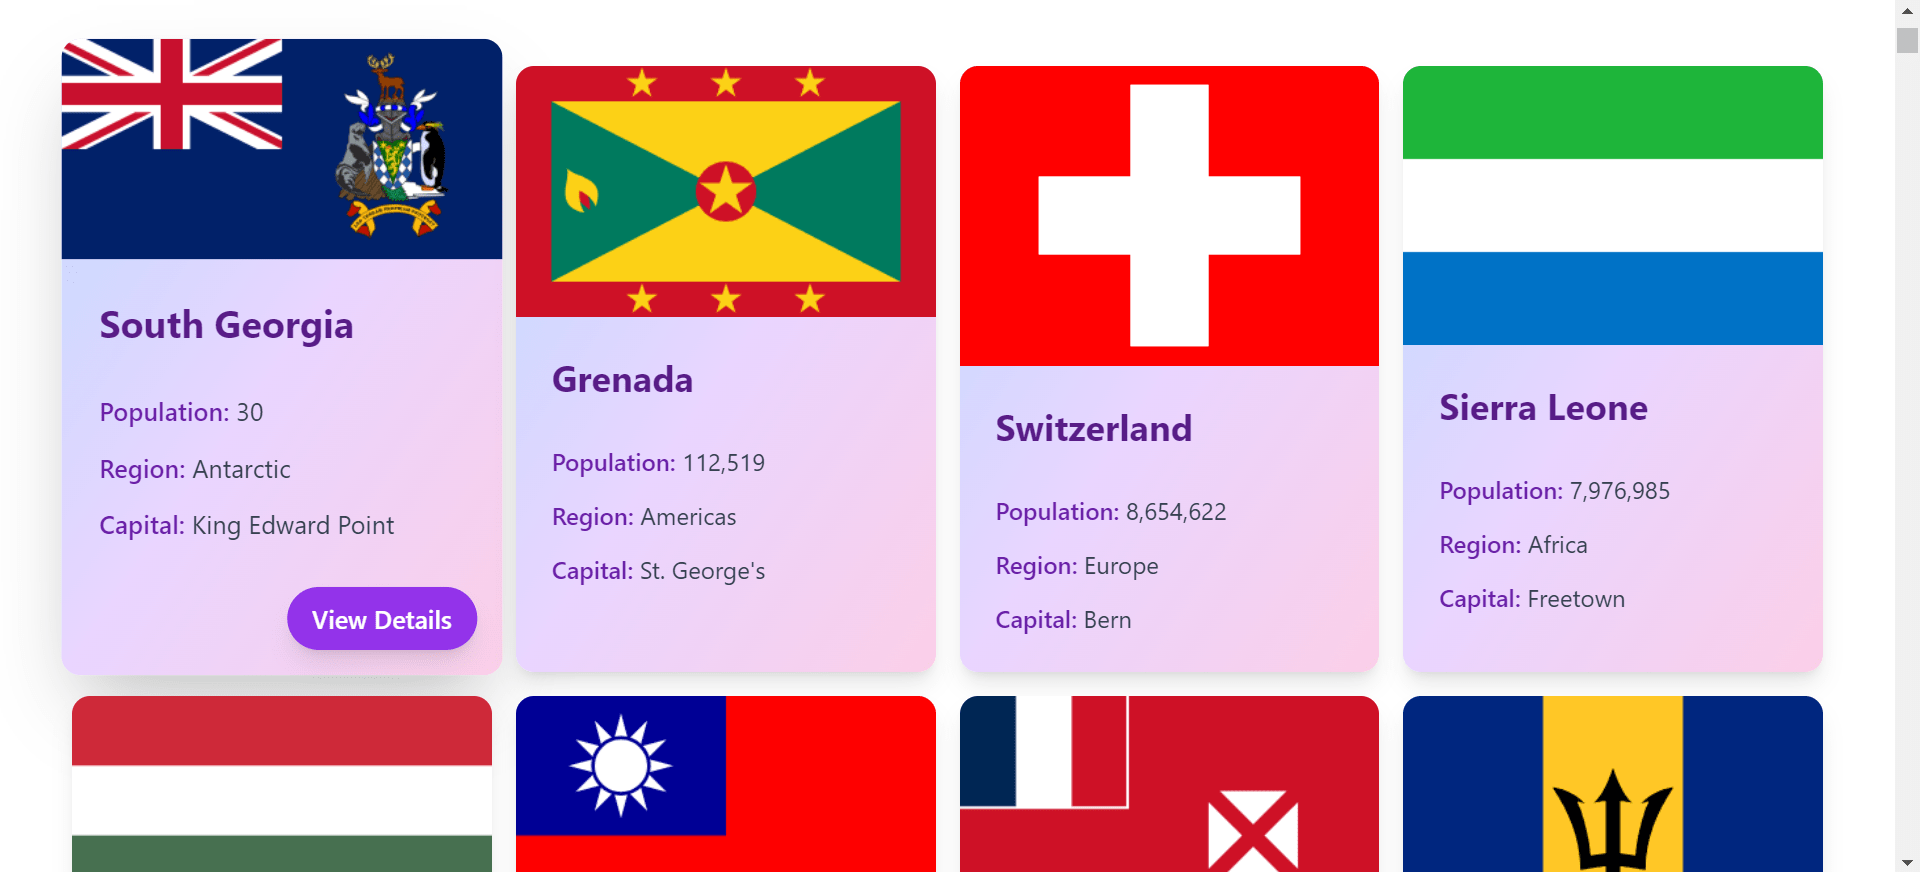 South Georgia
Population: 30
Region: Antarctic
Capital: King Edward Point
View Details
Grenada
Population: 112,519
Region: Americas
Capital: St. George's
Switzerland
Population: 8,654,622
Region: Europe
Capital: Bern
Sierra Leone
Population: 7,976,985
Region: Africa
Capital: Freetown